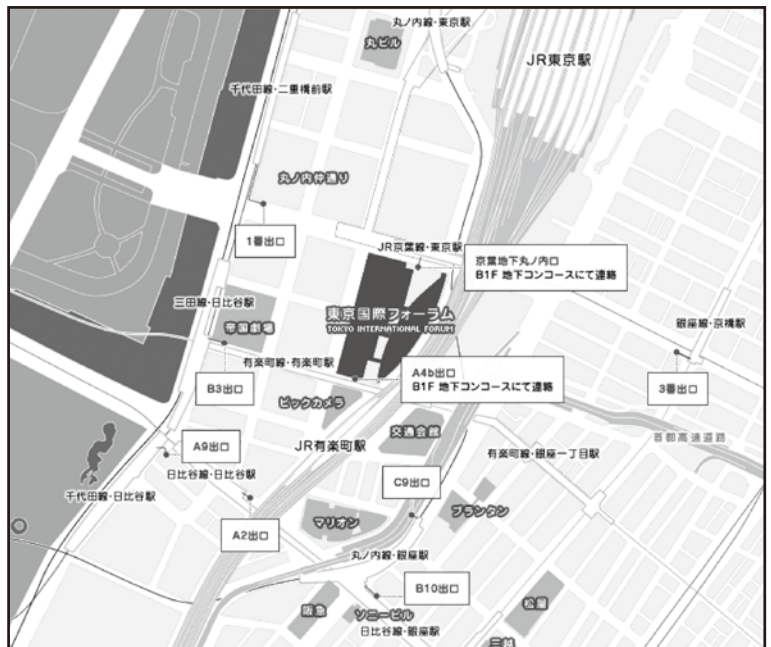 丸ノ内線・東京駅
丸ビル
JR東京駅
千代田線・二重橋前駅
丸ノ内仲通り
1番出口
JR京葉線・東京駅
京葉地下丸ノ内口
B1F 地下コンコースにて連絡
三田線・日比谷駅
帝国劇場
東京国際フォーラム
TOKYO INTERNATIONAL FORUM
銀座線・京橋駅
有楽町線・有楽町駅
A4b出口
B1F 地下コンコースにて連絡
B3出口
3番出口
ビックカメラ
交通会館
首都高速道路
A9出口
JR有楽町駅
有楽町線・銀座一丁目駅
日比谷線・日比谷駅
C9出口
千代田線・日比谷駅
プランタン
マリオン
A2出口
丸ノ内線・銀座駅
B10出口
阪急
ソニービル
松屋
日比谷線・銀座駅
三越